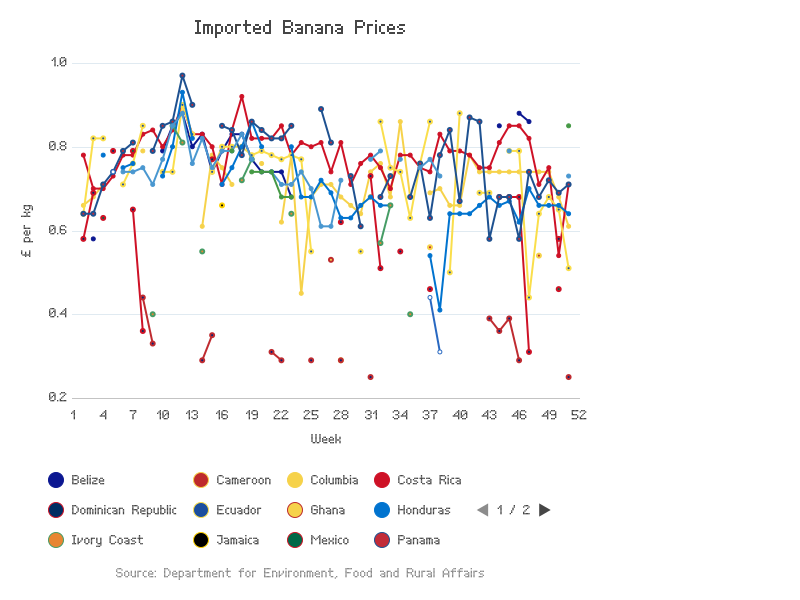 Imported Banana Prices
1.0
0.8
0.6
0.4
0.2
£ per kg
1 4 7 10 13 16 19 22 25 28 31 34 37 40 43 46 49 52
Week
Belize Cameroon Columbia Costa Rica
Dominican Republic Ecuador Ghana Honduras 1 / 2
Ivory Coast Jamaica Mexico Panama
Source: Department for Environment, Food and Rural Affairs